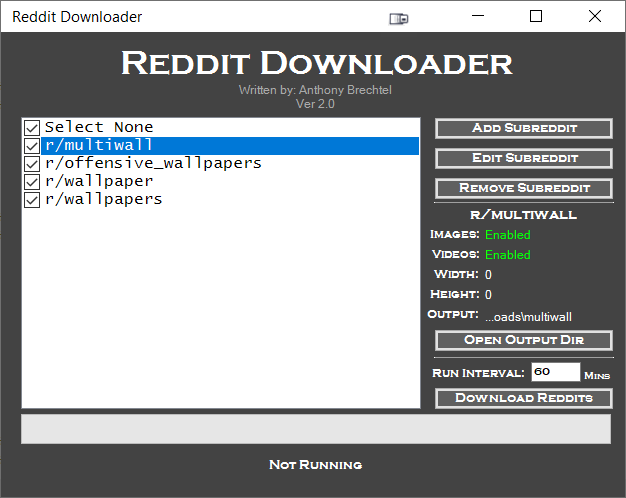 Reddit Downloader
Reddit Downloader
Written by: Anthony Brechtel
Ver 2.0
Select None
r/multiwall
r/offensive_wallpapers
r/wallpaper
r/wallpapers
Add Subreddit
Edit Subreddit
Remove Subreddit
r/multiwall
Images: Enabled
Videos: Enabled
Width: 0
Height: 0
Output: ...oads\multiwall
Open Output Dir
Run Interval: 60 Mins
Download Reddits
Not Running